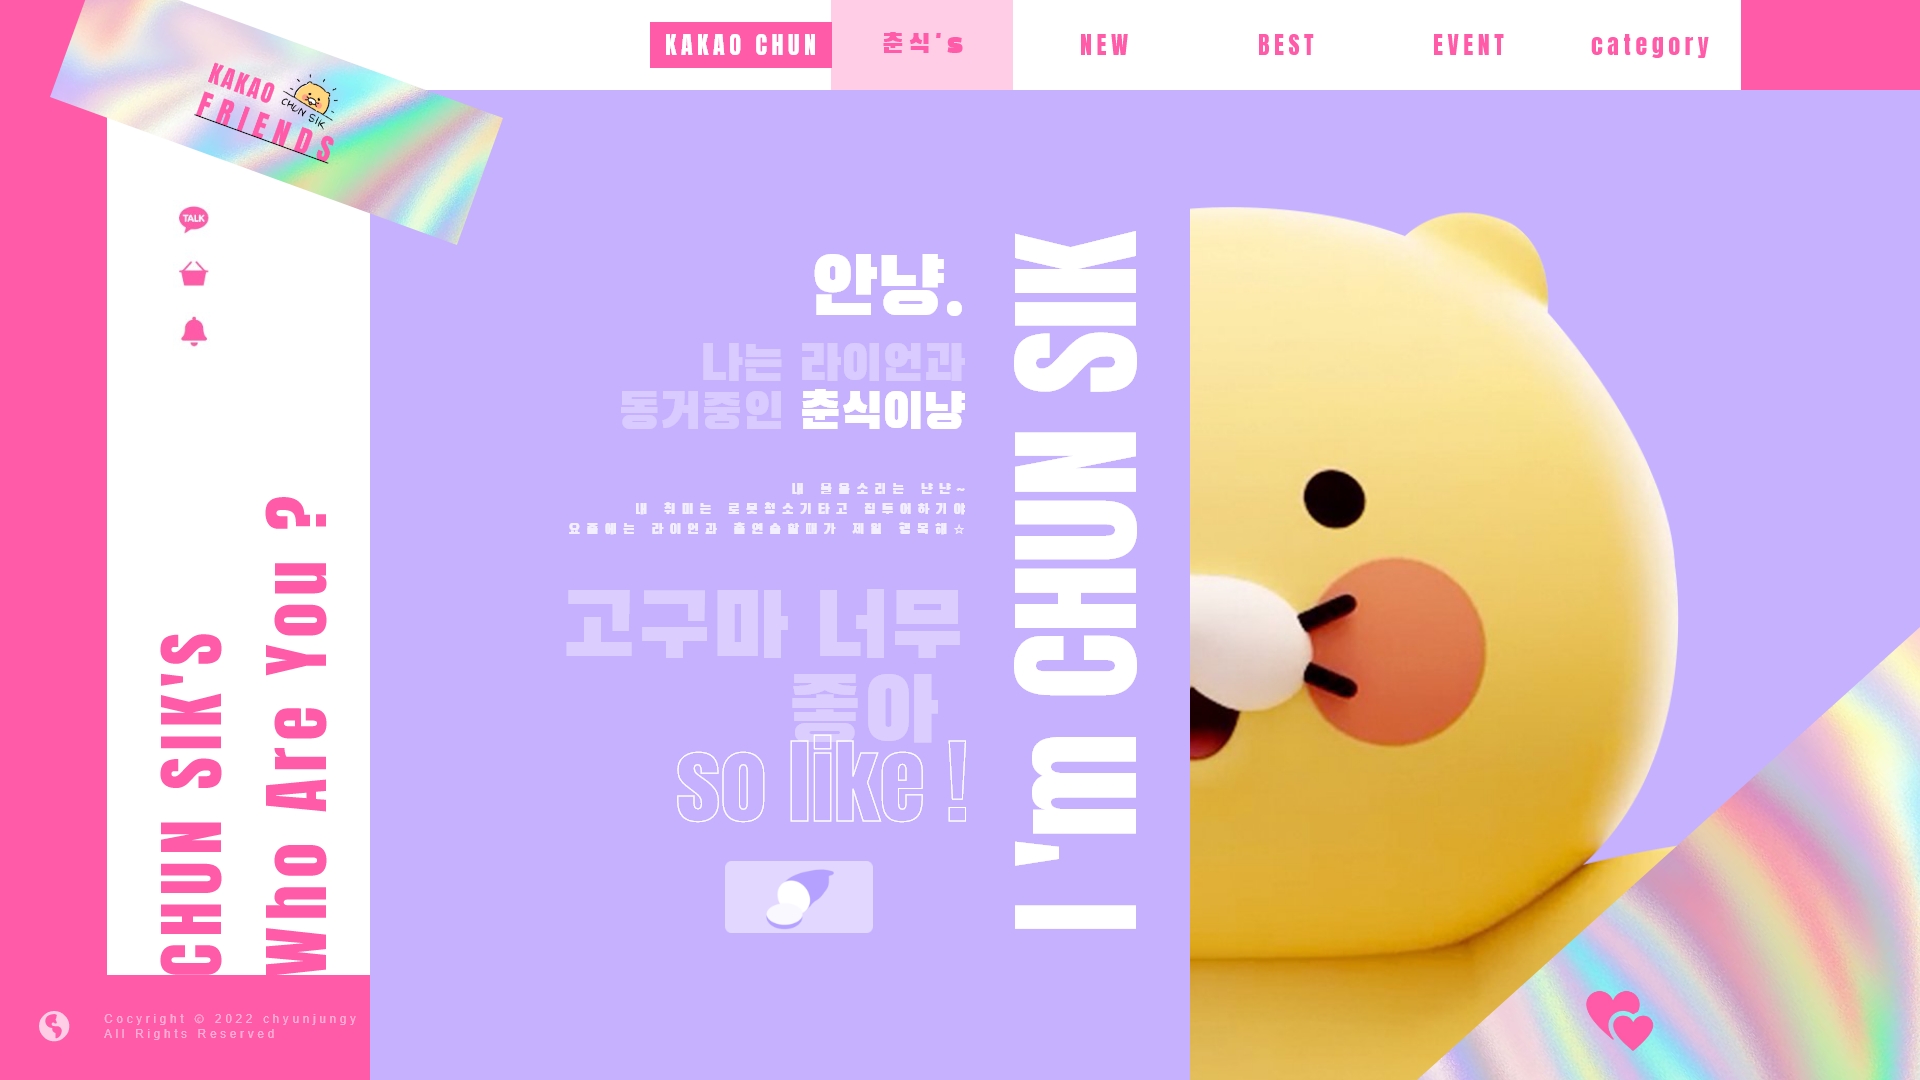 KAKAO CHUN
춘식's
NEW
BEST
EVENT
category
KAKAO
CHUN SIK
FRIENDS
TALK
CHUN SIK'S
Who Are You ?
안냥.
나는 라이언과
동거중인 춘식이냥
내 울음소리는 냔냔~
내 취미는 로봇청소기타고 집투어하기야
요즘에는 라이언과 춤연습할때가 제일 행복해☆
고구마 너무
좋아
so like !
I'm CHUN SIK
Cocyright © 2022 chyunjungy
All Rights Reserved